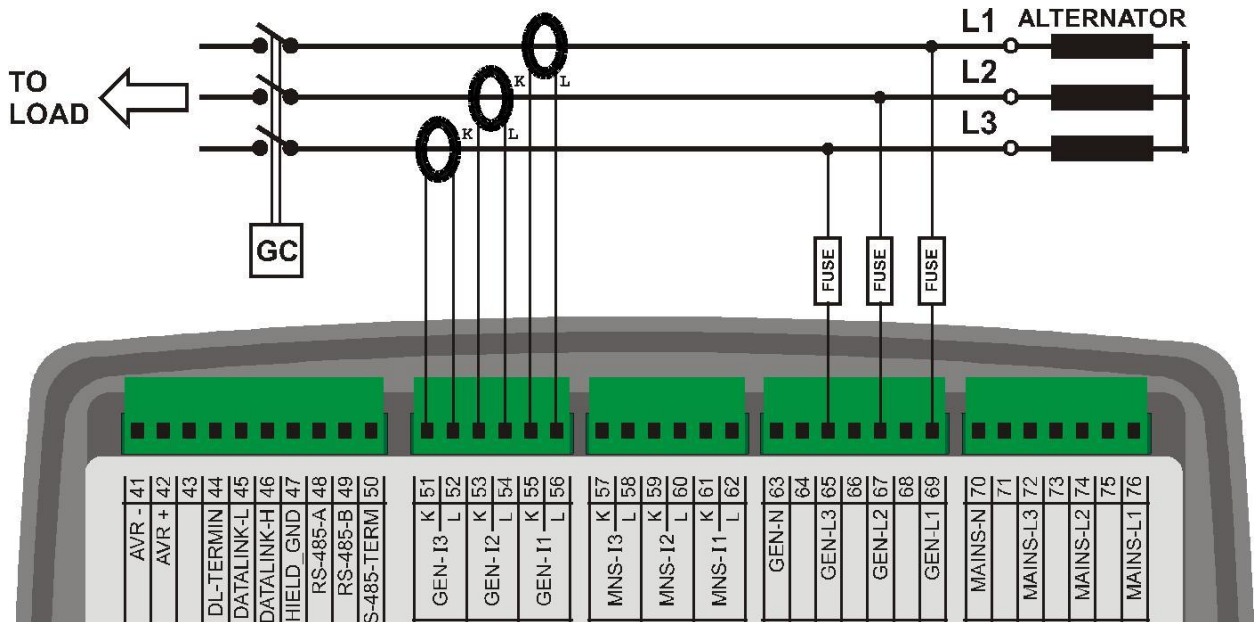 L1 ALTERNATOR
L2
L3
TO
LOAD
K L
K L
GC
FUSE
FUSE
FUSE
41 AVR -
42 AVR +
43
44 DL-TERMIN
45 DATALINK-L
46 DATALINK-H
47 HIELD_GND
48 RS-485-A
49 RS-485-B
50 S-485-TERM
51 K
52 L
GEN-I3
53 K
54 L
GEN-I2
55 K
56 L
GEN-I1
57 K
58 L
MNS-I3
59 K
60 L
MNS-I2
61 K
62 L
MNS-I1
63 GEN-N
64
65 GEN-L3
66
67 GEN-L2
68
69 GEN-L1
70 MAINS-N
71
72 MAINS-L3
73
74 MAINS-L2
75
76 MAINS-L1